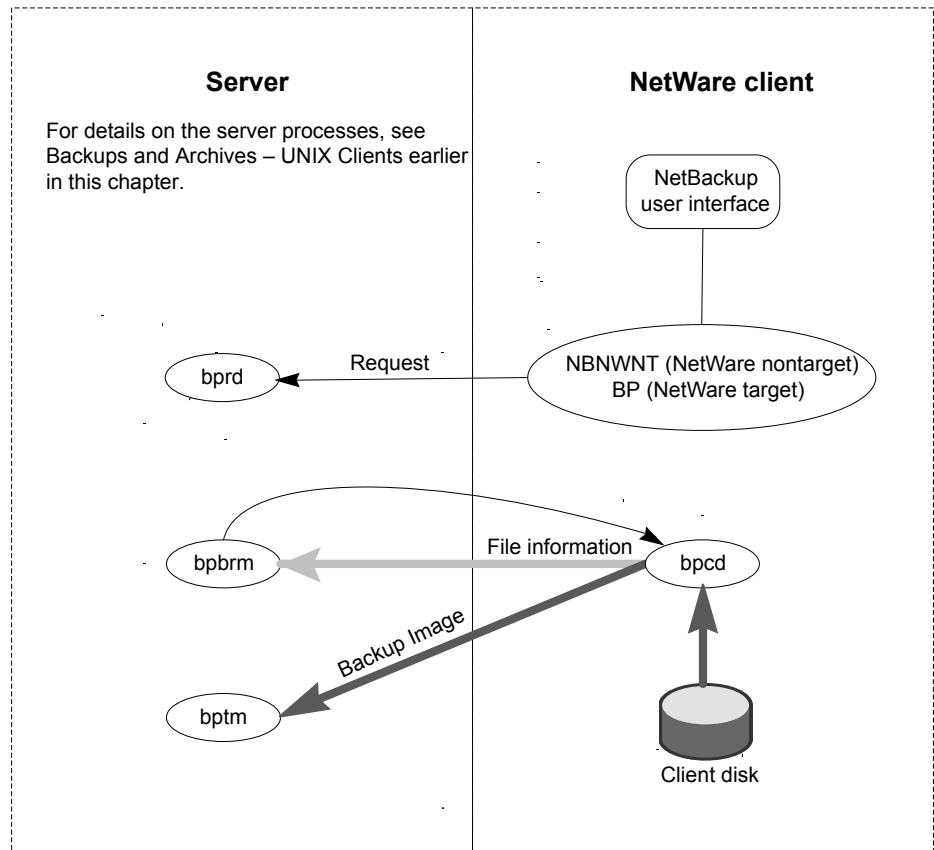 Server
NetWare client
For details on the server processes, see
Backups and Archives – UNIX Clients earlier
in this chapter.
NetBackup
user interface
bprd
Request
NBNWNT (NetWare nontarget)
BP (NetWare target)
bpbrm
File information
bpcd
Backup Image
bptm
Client disk